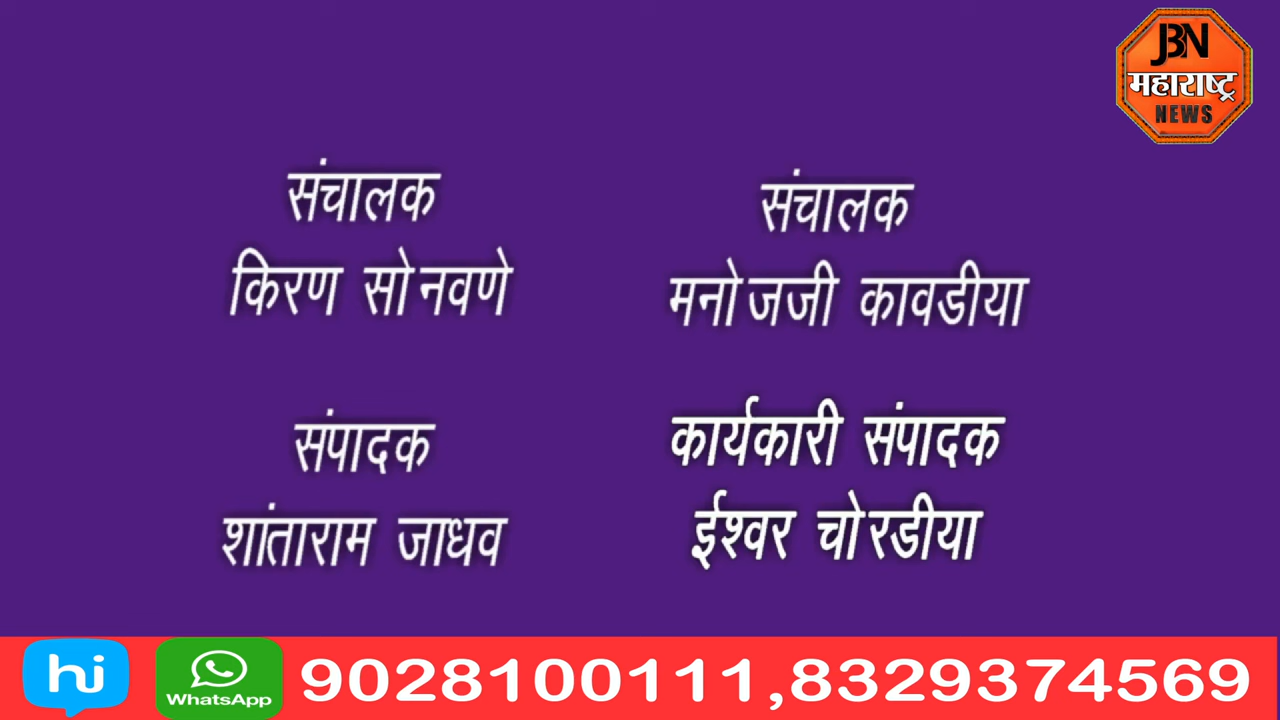 JBN
महाराष्ट्र
NEWS
संचालक
किरण सोनवणे
संचालक
मनोजजी कावडीया
संपादक
शांताराम जाधव
कार्यकारी संपादक
ईश्वर चोरडीया
hi
WhatsApp
9028100111,8329374569